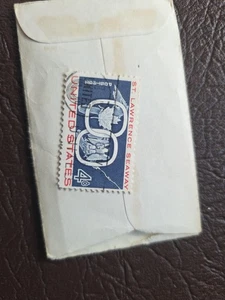 ST. LAWRENCE SEAWAY
4¢
UNITED STATES